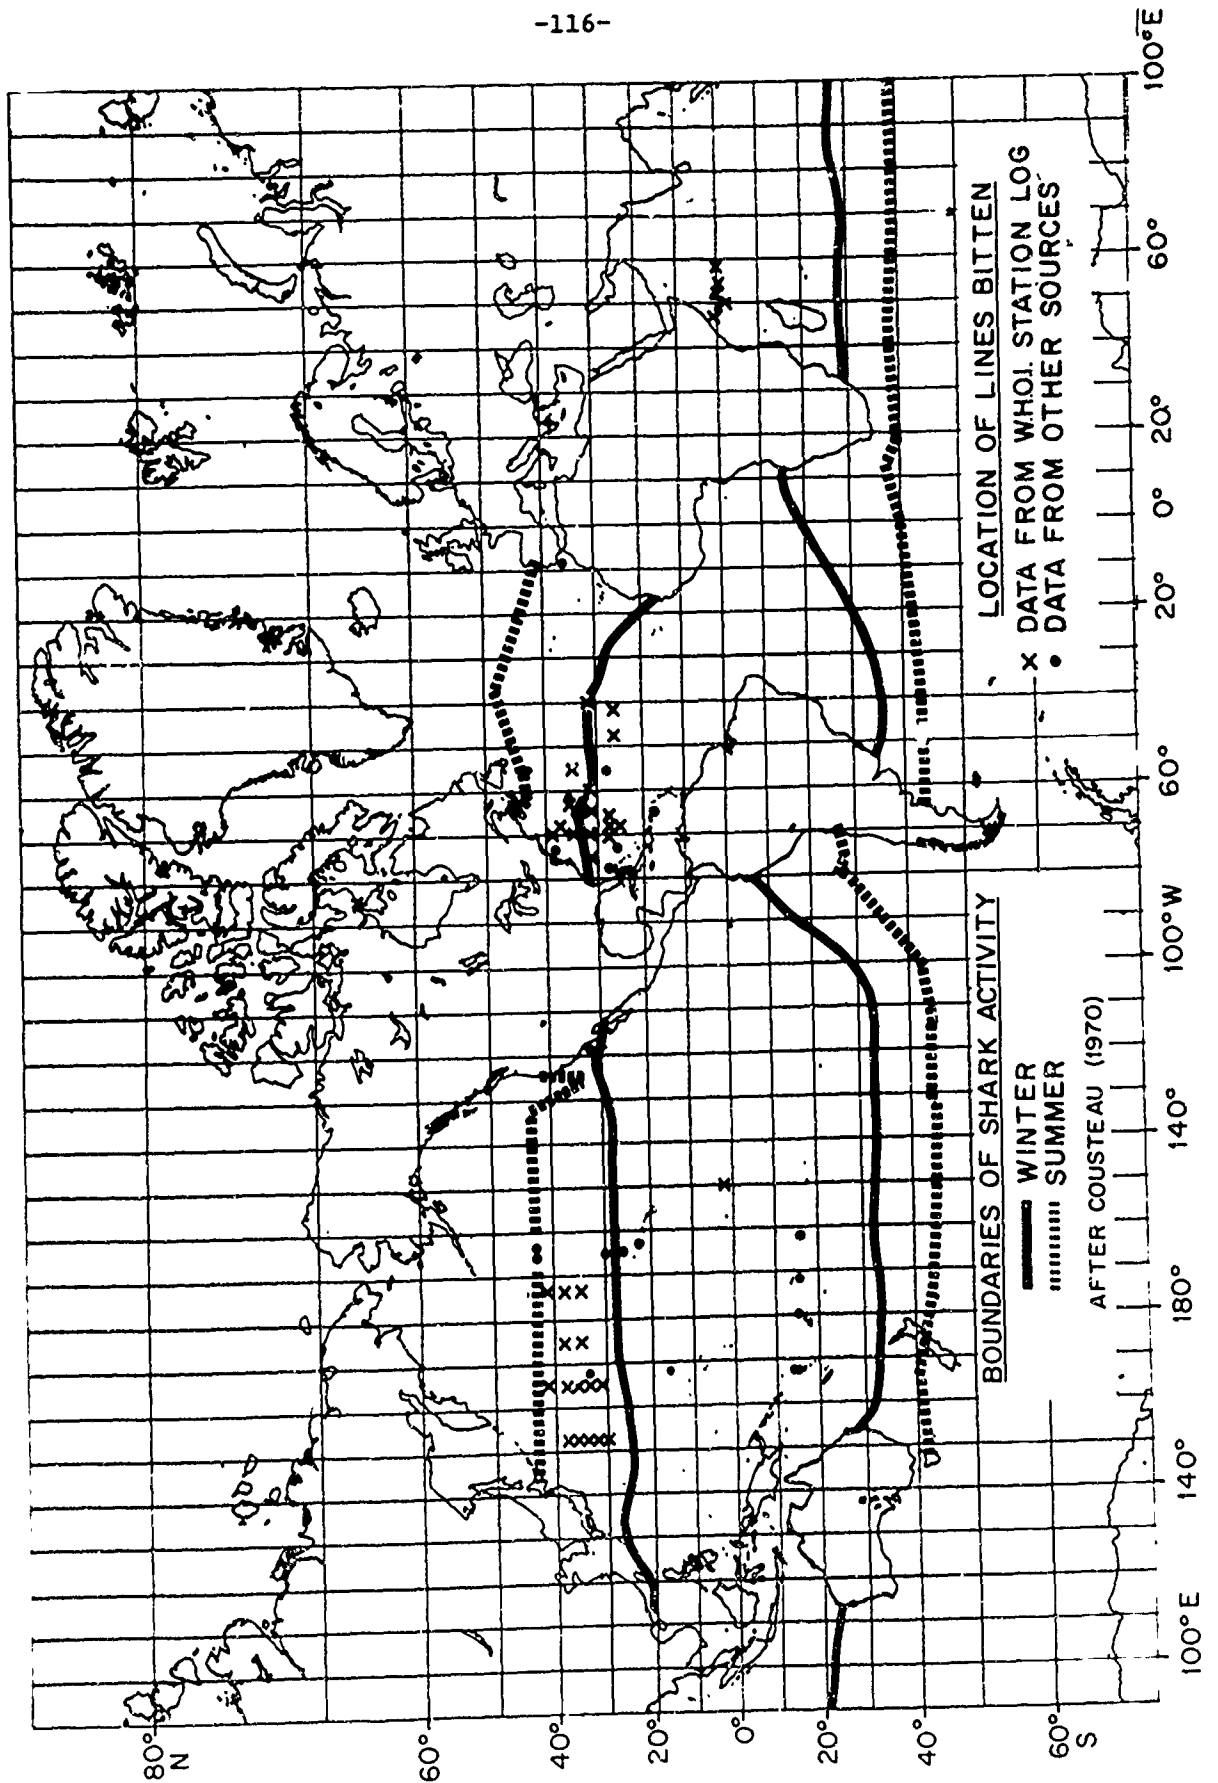 -116-
80°
N
60°
40°
20°
0°
20°
40°
60°
S
100°E
140°
180°
140°
100°W
60°
20°
0°
20°
60°
100°E
BOUNDARIES OF SHARK ACTIVITY
WINTER
SUMMER
AFTER COUSTEAU (1970)
LOCATION OF LINES BITTEN
x DATA FROM W.H.O.I. STATION LOG
• DATA FROM OTHER SOURCES